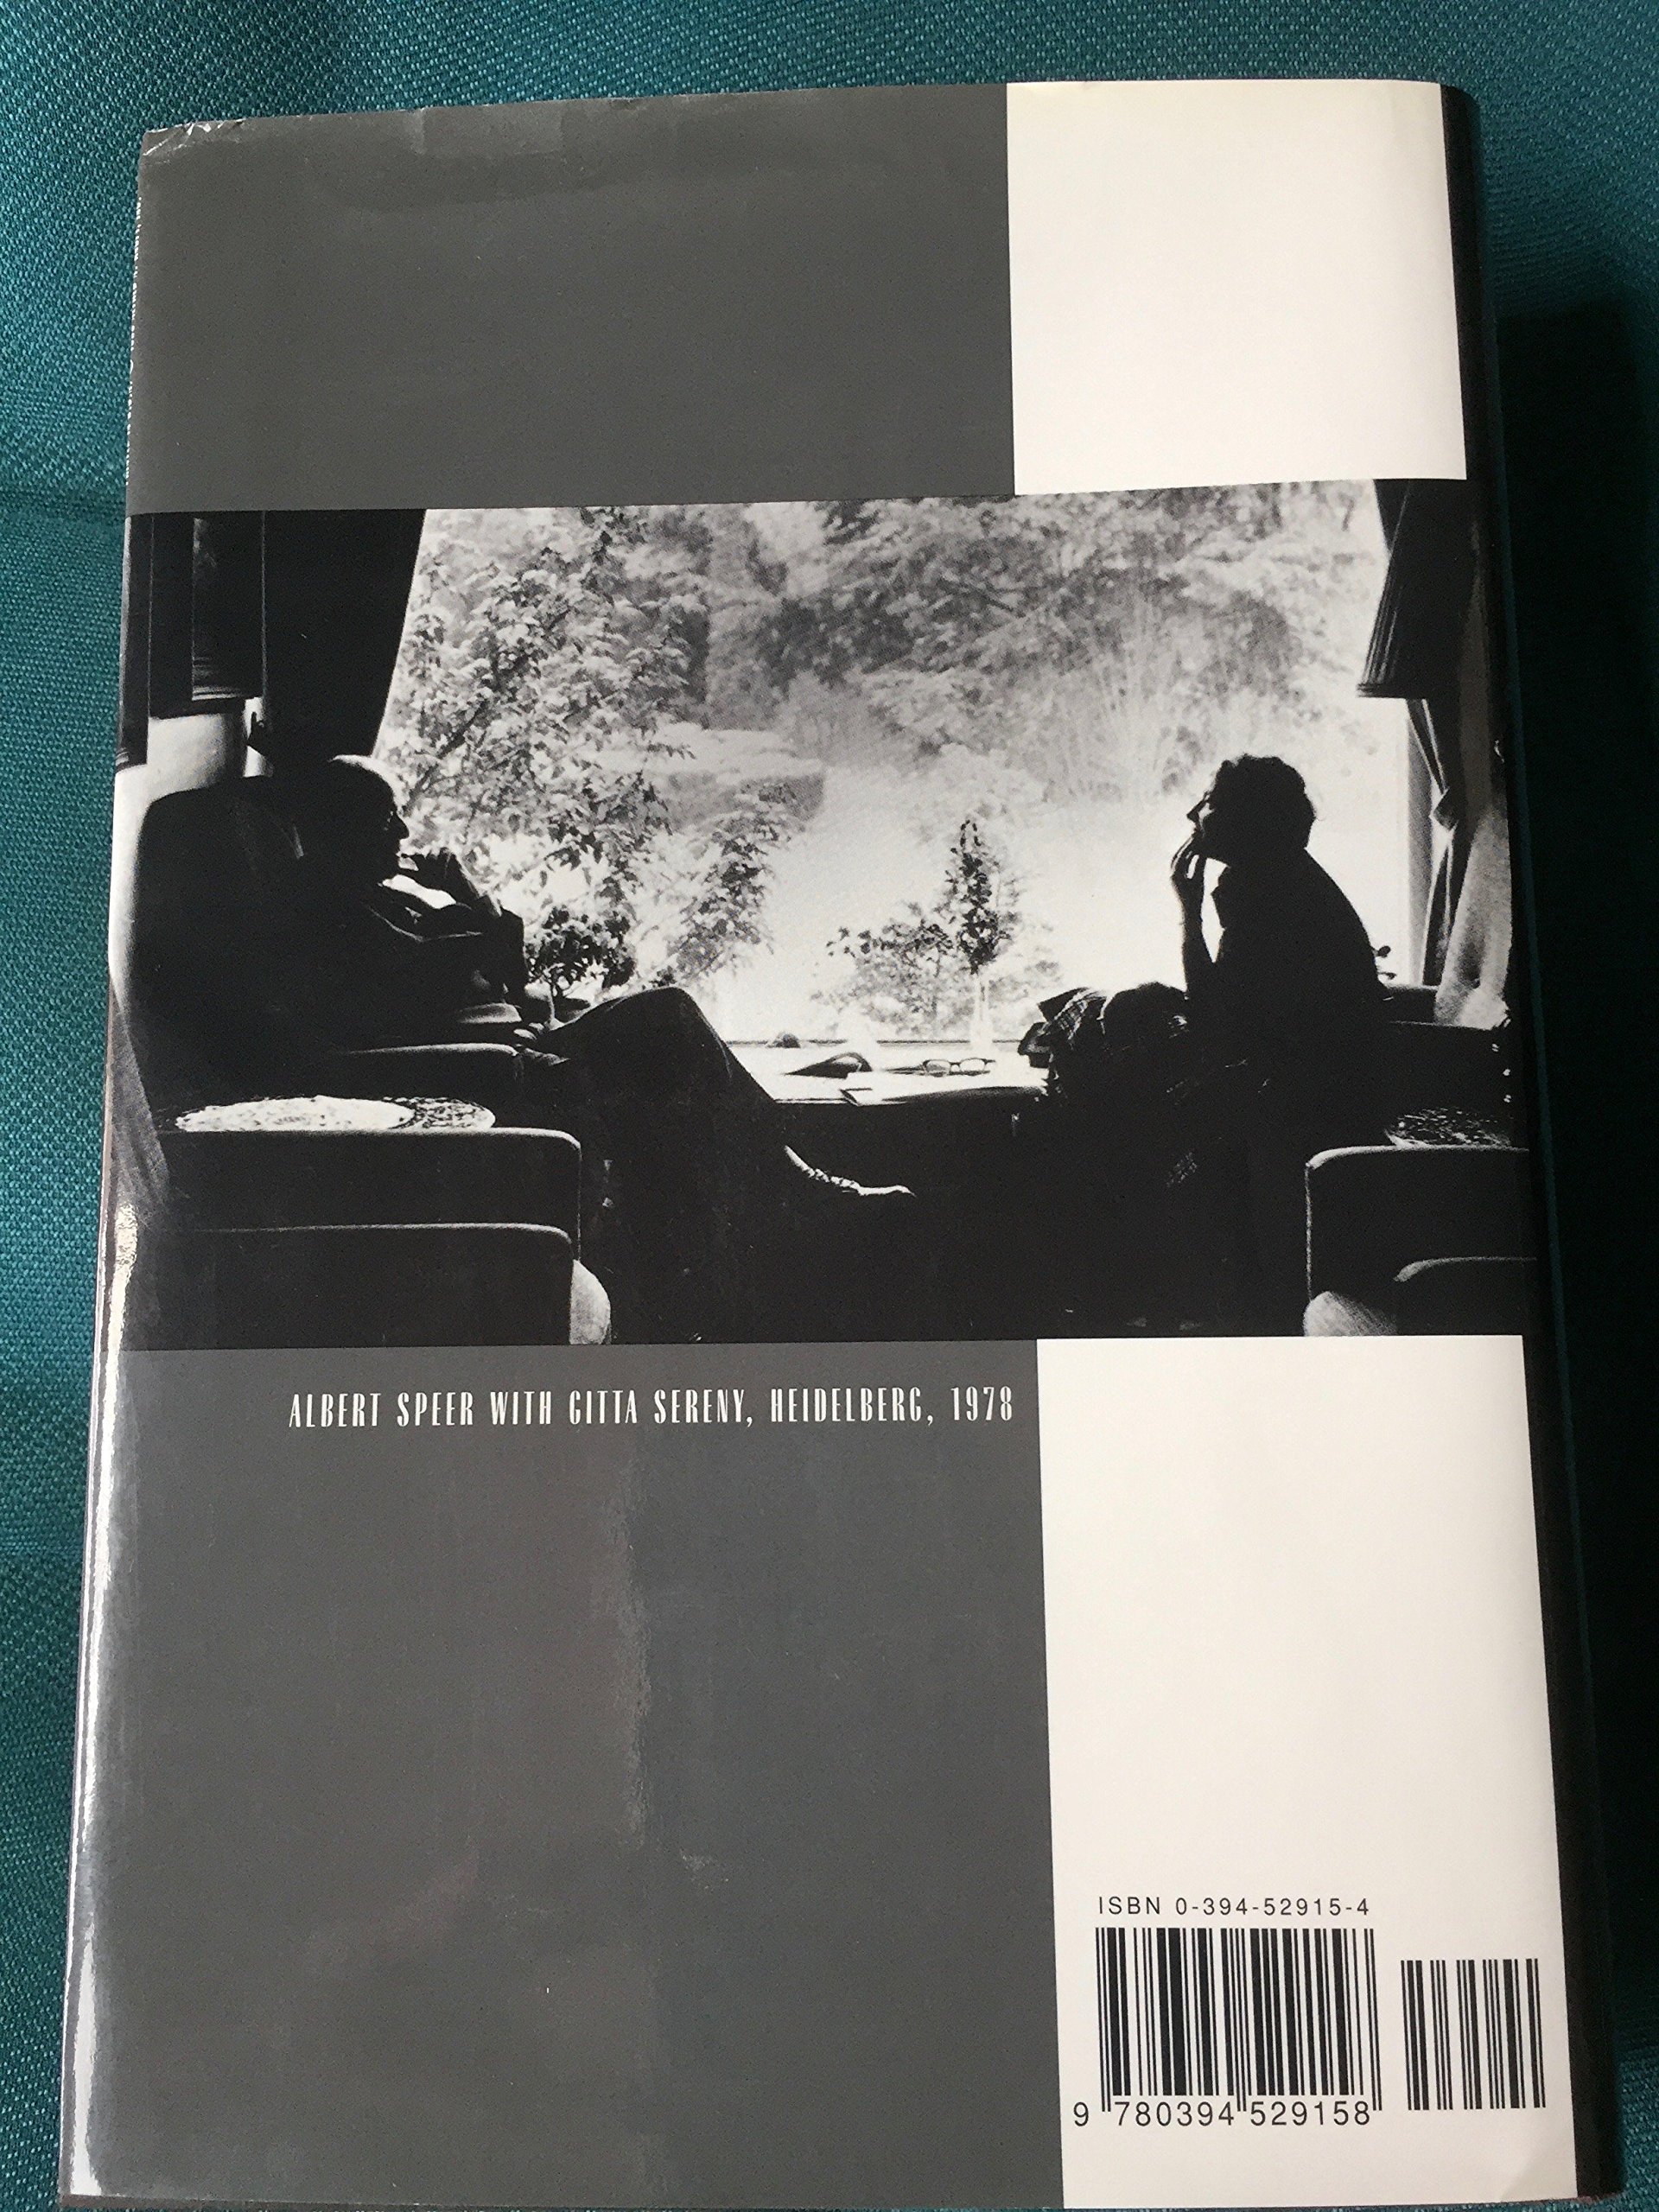 ALBERT SPEER WITH GITTA SERENY, HEIDELBERG, 1978
ISBN 0-394-52915-4
9 780394 529158